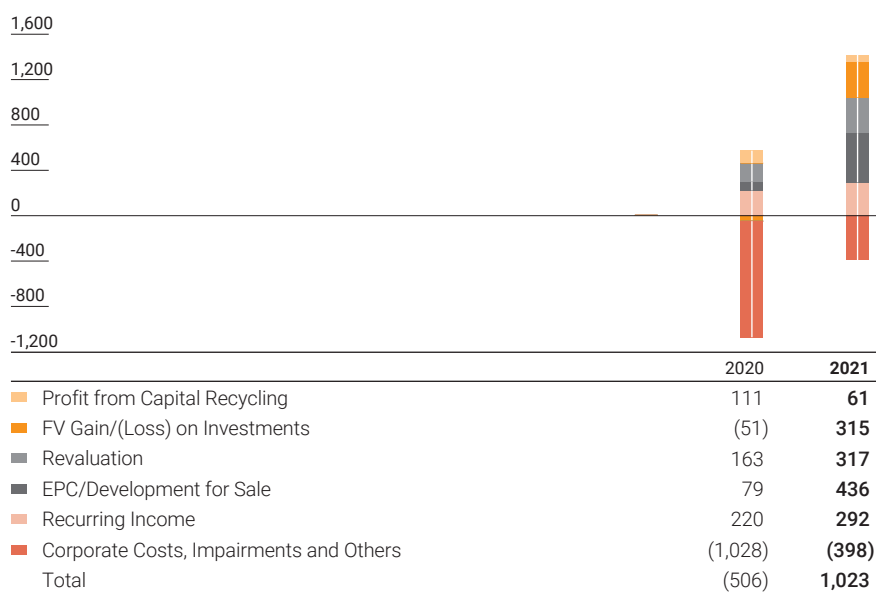 1,600
1,200
800
400
0
-400
-800
-1,200
2020 2021
Profit from Capital Recycling 111 61
FV Gain/(Loss) on Investments (51) 315
Revaluation 163 317
EPC/Development for Sale 79 436
Recurring Income 220 292
Corporate Costs, Impairments and Others (1,028) (398)
Total (506) 1,023